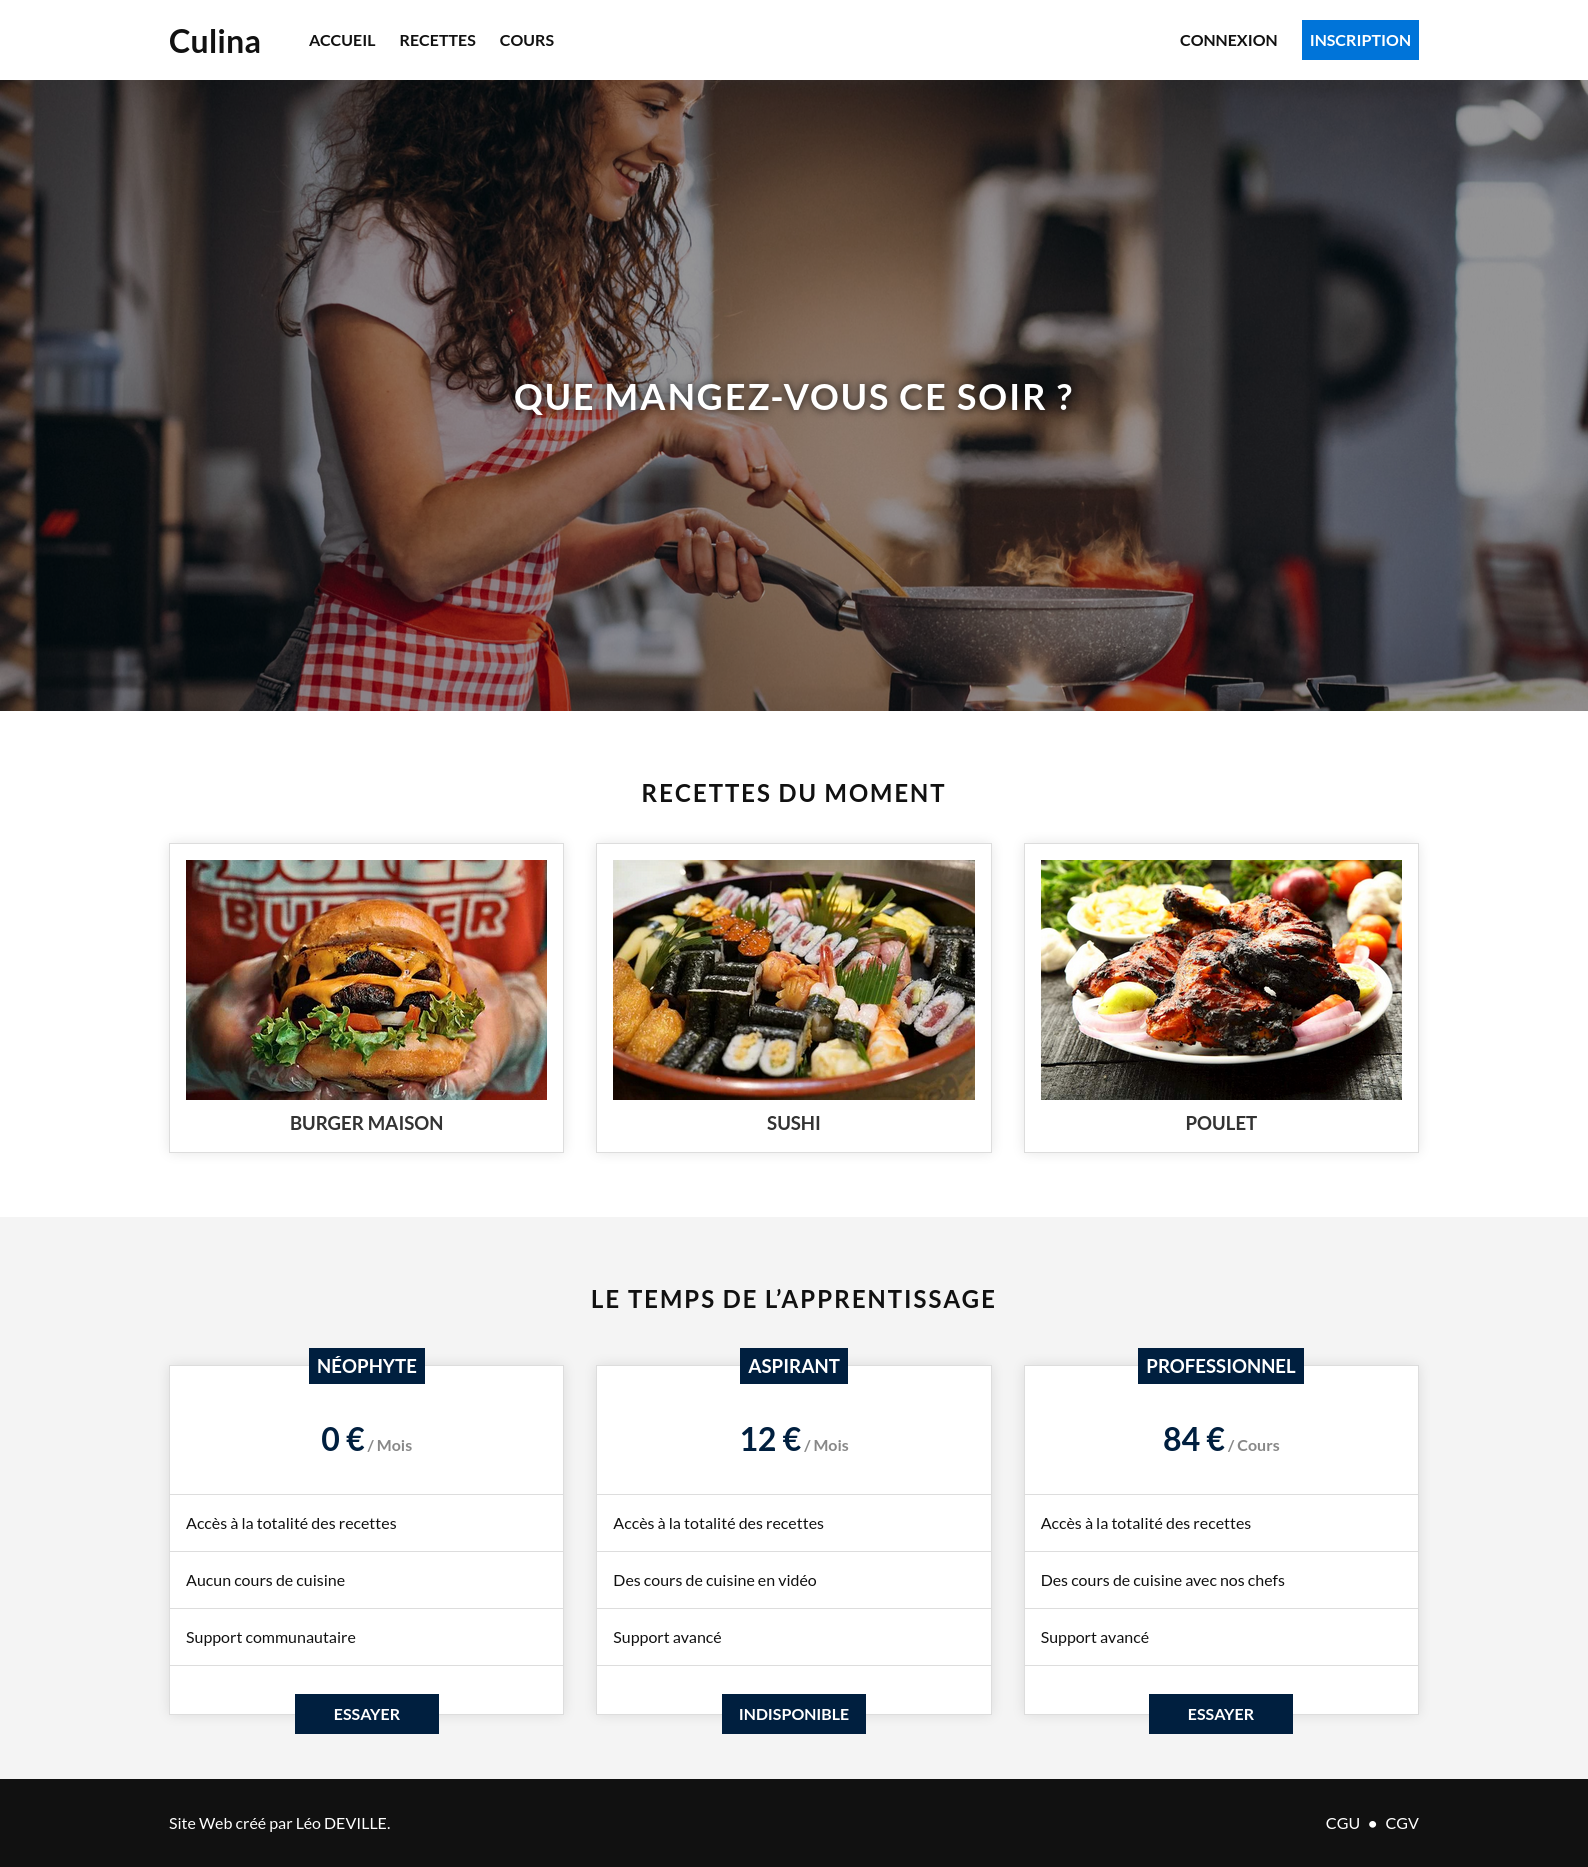 Culina ACCUEIL RECETTES COURS CONNEXION INSCRIPTION
QUE MANGEZ-VOUS CE SOIR ?
RECETTES DU MOMENT
BURGER
BURGER MAISON
SUSHI
POULET
LE TEMPS DE L’APPRENTISSAGE
NÉOPHYTE
0 € / Mois
Accès à la totalité des recettes
Aucun cours de cuisine
Support communautaire
ESSAYER
ASPIRANT
12 € / Mois
Accès à la totalité des recettes
Des cours de cuisine en vidéo
Support avancé
INDISPONIBLE
PROFESSIONNEL
84 € / Cours
Accès à la totalité des recettes
Des cours de cuisine avec nos chefs
Support avancé
ESSAYER
Site Web créé par Léo DEVILLE.
CGU ● CGV